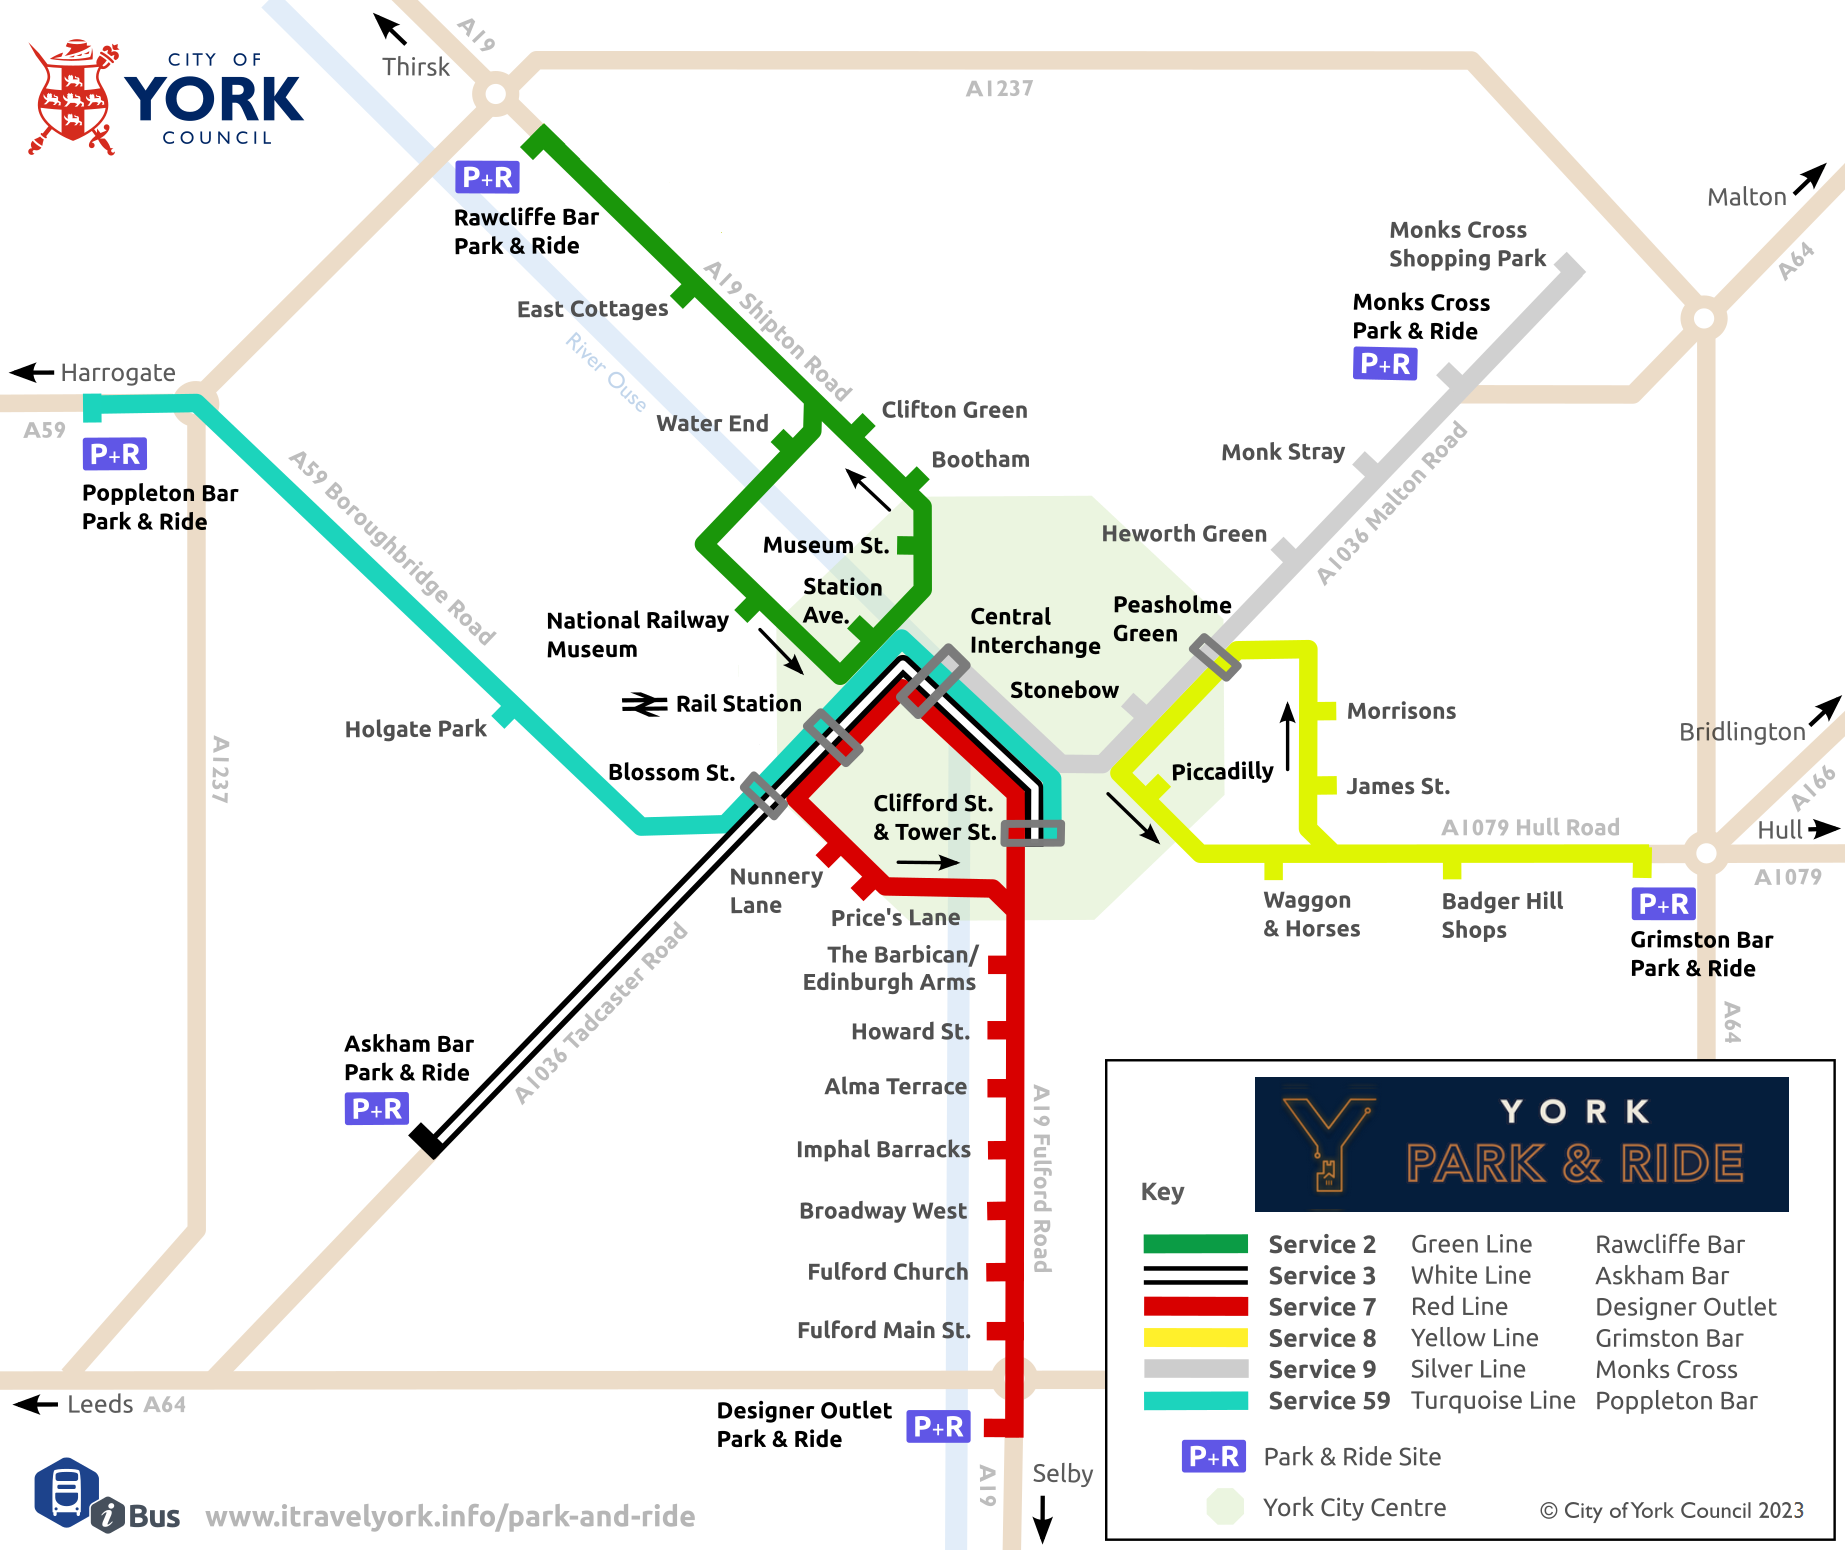 CITY OF
YORK
COUNCIL
Thirsk
A19
A1237
P+R
Rawcliffe Bar
Park & Ride
A19 Shipton Road
East Cottages
River Ouse
Malton
A64
Monks Cross
Shopping Park
Monks Cross
Park & Ride
P+R
Harrogate
A59
P+R
Poppleton Bar
Park & Ride
A59 Boroughbridge Road
Water End
Clifton Green
Bootham
Monk Stray
A1036 Malton Road
Heworth Green
Museum St.
Station
Ave.
National Railway
Museum
Central
Interchange
Peasholme
Green
Stonebow
Rail Station
Holgate Park
A1237
Blossom St.
Morrisons
Bridlington
A166
Piccadilly
James St.
Clifford St.
& Tower St.
A1079 Hull Road
Hull
A1079
Nunnery
Lane
Price's Lane
Waggon
& Horses
Badger Hill
Shops
P+R
Grimston Bar
Park & Ride
The Barbican/
Edinburgh Arms
Howard St.
A64
Askham Bar
Park & Ride
P+R
A1036 Tadcaster Road
Alma Terrace
Imphal Barracks
A19 Fulford Road
Broadway West
Fulford Church
Fulford Main St.
Leeds A64
Designer Outlet
Park & Ride
P+R
A19
Selby
YORK
PARK & RIDE
Key
Service 2 Green Line Rawcliffe Bar
Service 3 White Line Askham Bar
Service 7 Red Line Designer Outlet
Service 8 Yellow Line Grimston Bar
Service 9 Silver Line Monks Cross
Service 59 Turquoise Line Poppleton Bar
P+R Park & Ride Site
York City Centre
© City of York Council 2023
i Bus
www.itravelyork.info/park-and-ride